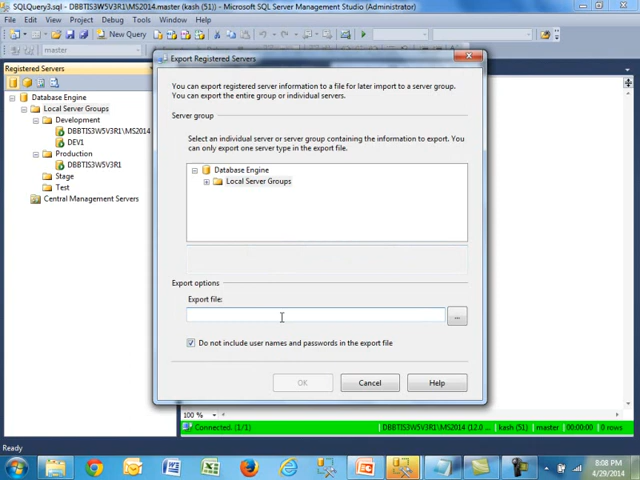 SQLQuery3.sql - DBBTIS3W5V3R1\MS2014.master (kash (51)) - Microsoft SQL Server Management Studio (Administrator)
File Edit View Project Debug Tools Window Help
New Query
master
Execute
Registered Servers
Database Engine
Local Server Groups
Development
DBBTIS3W5V3R1\MS2014
DEV1
Production
DBBTIS3W5V3R1
Stage
Test
Central Management Servers
Export Registered Servers
You can export registered server information to a file for later import to a server group.
You can export the entire group or individual servers.
Server group
Select an individual server or server group containing the information to export. You
can only export one server type in the export file.
Database Engine
Local Server Groups
Export options
Export file:
...
Do not include user names and passwords in the export file
OK
Cancel
Help
100 %
Connected. (1/1)
DBBTIS3W5V3R1\MS2014 (12.0 ...
kash (51)
master
00:00:00
0 rows
Ready
8:08 PM
4/29/2014